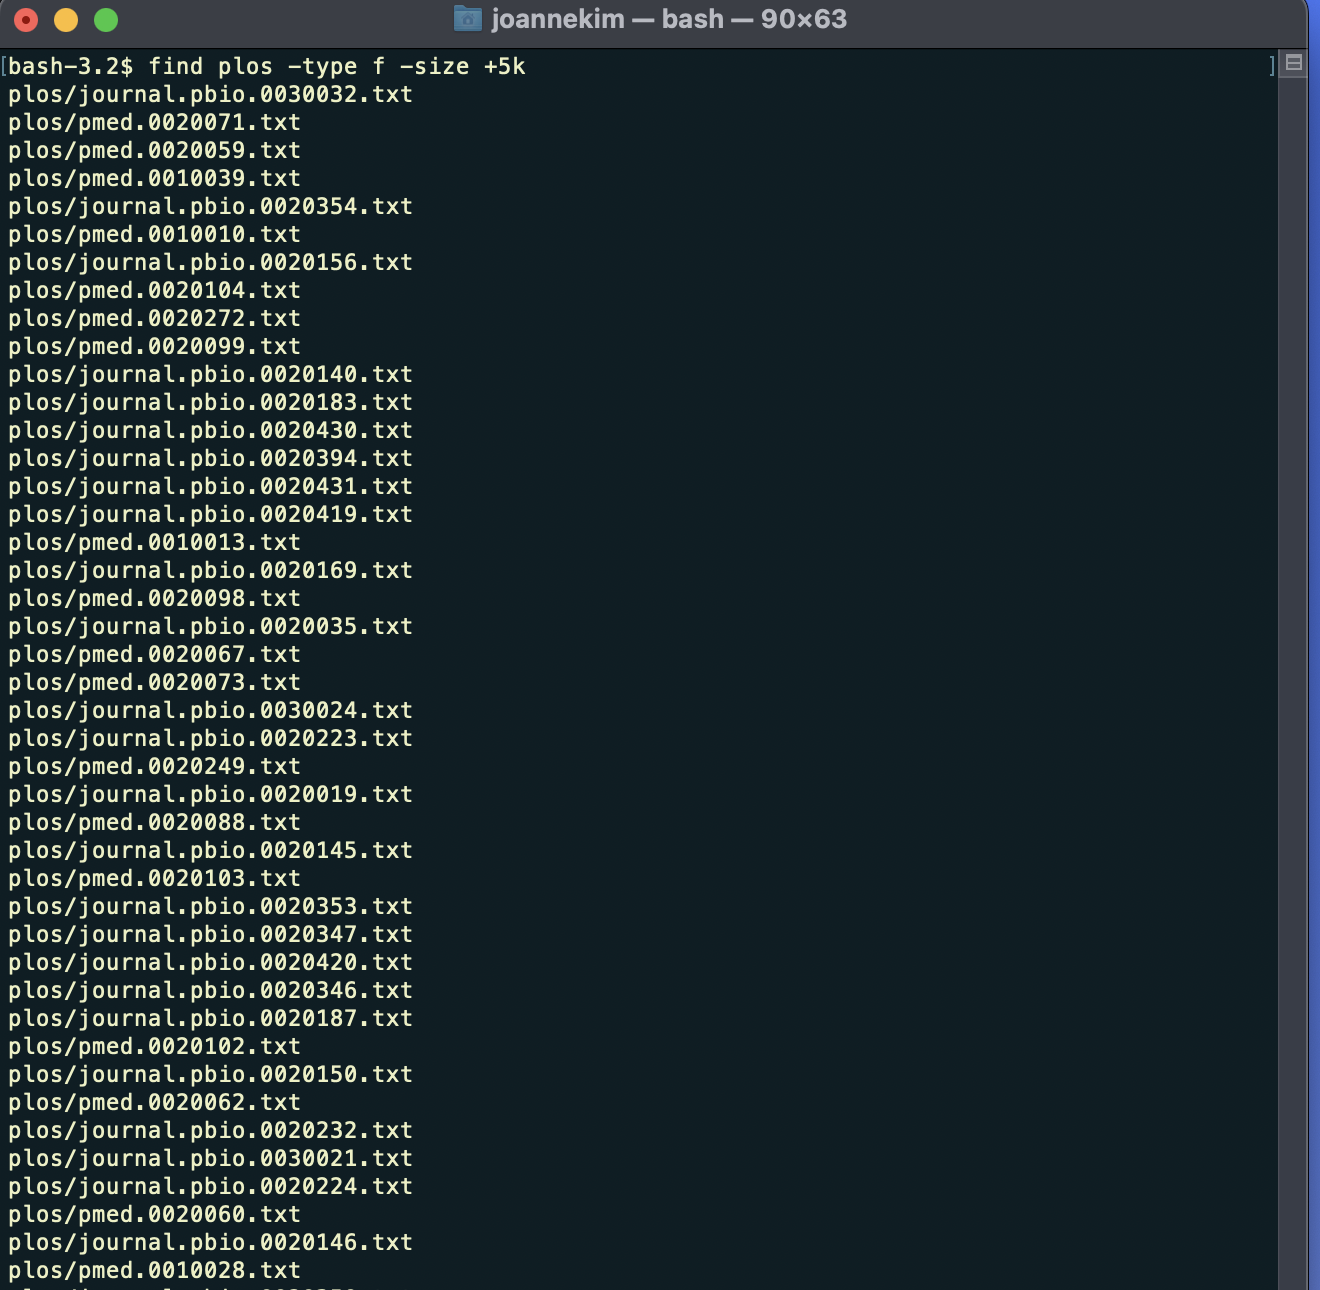 joannekim — bash — 90×63
[bash-3.2$ find plos -type f -size +5k ]
plos/journal.pbio.0030032.txt
plos/pmed.0020071.txt
plos/pmed.0020059.txt
plos/pmed.0010039.txt
plos/journal.pbio.0020354.txt
plos/pmed.0010010.txt
plos/journal.pbio.0020156.txt
plos/pmed.0020104.txt
plos/pmed.0020272.txt
plos/pmed.0020099.txt
plos/journal.pbio.0020140.txt
plos/journal.pbio.0020183.txt
plos/journal.pbio.0020430.txt
plos/journal.pbio.0020394.txt
plos/journal.pbio.0020431.txt
plos/journal.pbio.0020419.txt
plos/pmed.0010013.txt
plos/journal.pbio.0020169.txt
plos/pmed.0020098.txt
plos/journal.pbio.0020035.txt
plos/pmed.0020067.txt
plos/pmed.0020073.txt
plos/journal.pbio.0030024.txt
plos/journal.pbio.0020223.txt
plos/pmed.0020249.txt
plos/journal.pbio.0020019.txt
plos/pmed.0020088.txt
plos/journal.pbio.0020145.txt
plos/pmed.0020103.txt
plos/journal.pbio.0020353.txt
plos/journal.pbio.0020347.txt
plos/journal.pbio.0020420.txt
plos/journal.pbio.0020346.txt
plos/journal.pbio.0020187.txt
plos/pmed.0020102.txt
plos/journal.pbio.0020150.txt
plos/pmed.0020062.txt
plos/journal.pbio.0020232.txt
plos/journal.pbio.0030021.txt
plos/journal.pbio.0020224.txt
plos/pmed.0020060.txt
plos/journal.pbio.0020146.txt
plos/pmed.0010028.txt